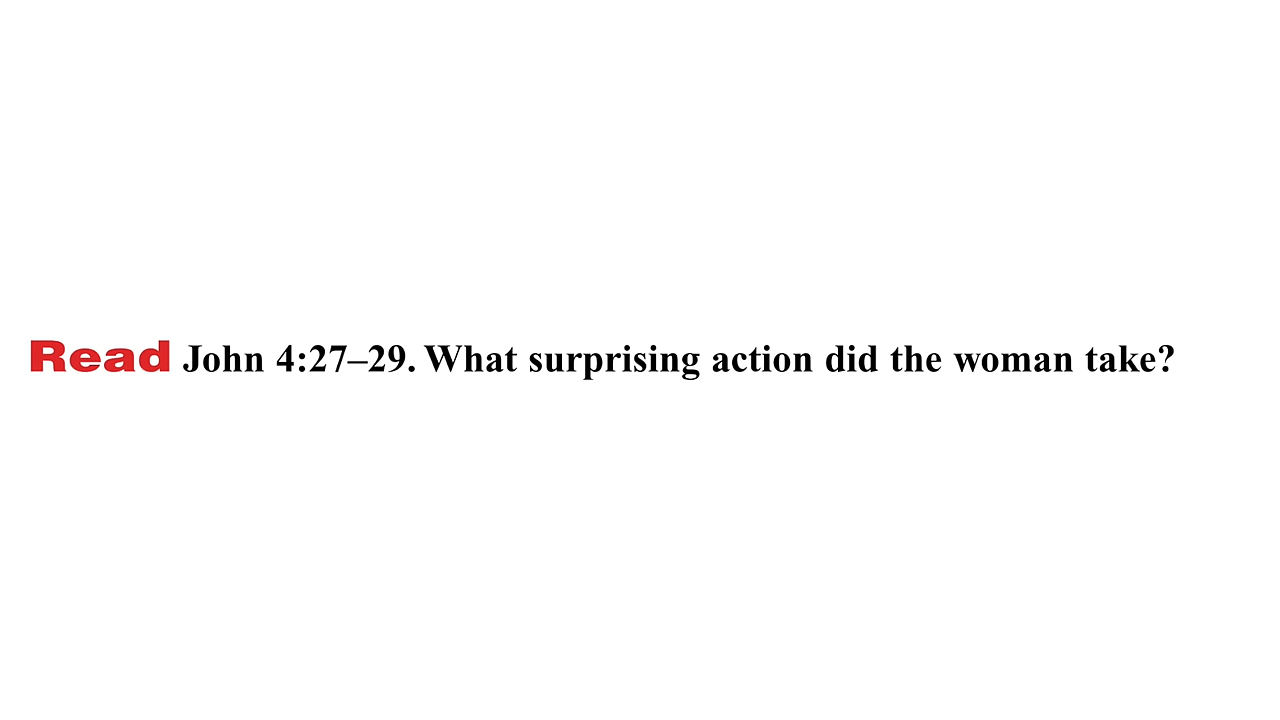 Read John 4:27–29. What surprising action did the woman take?